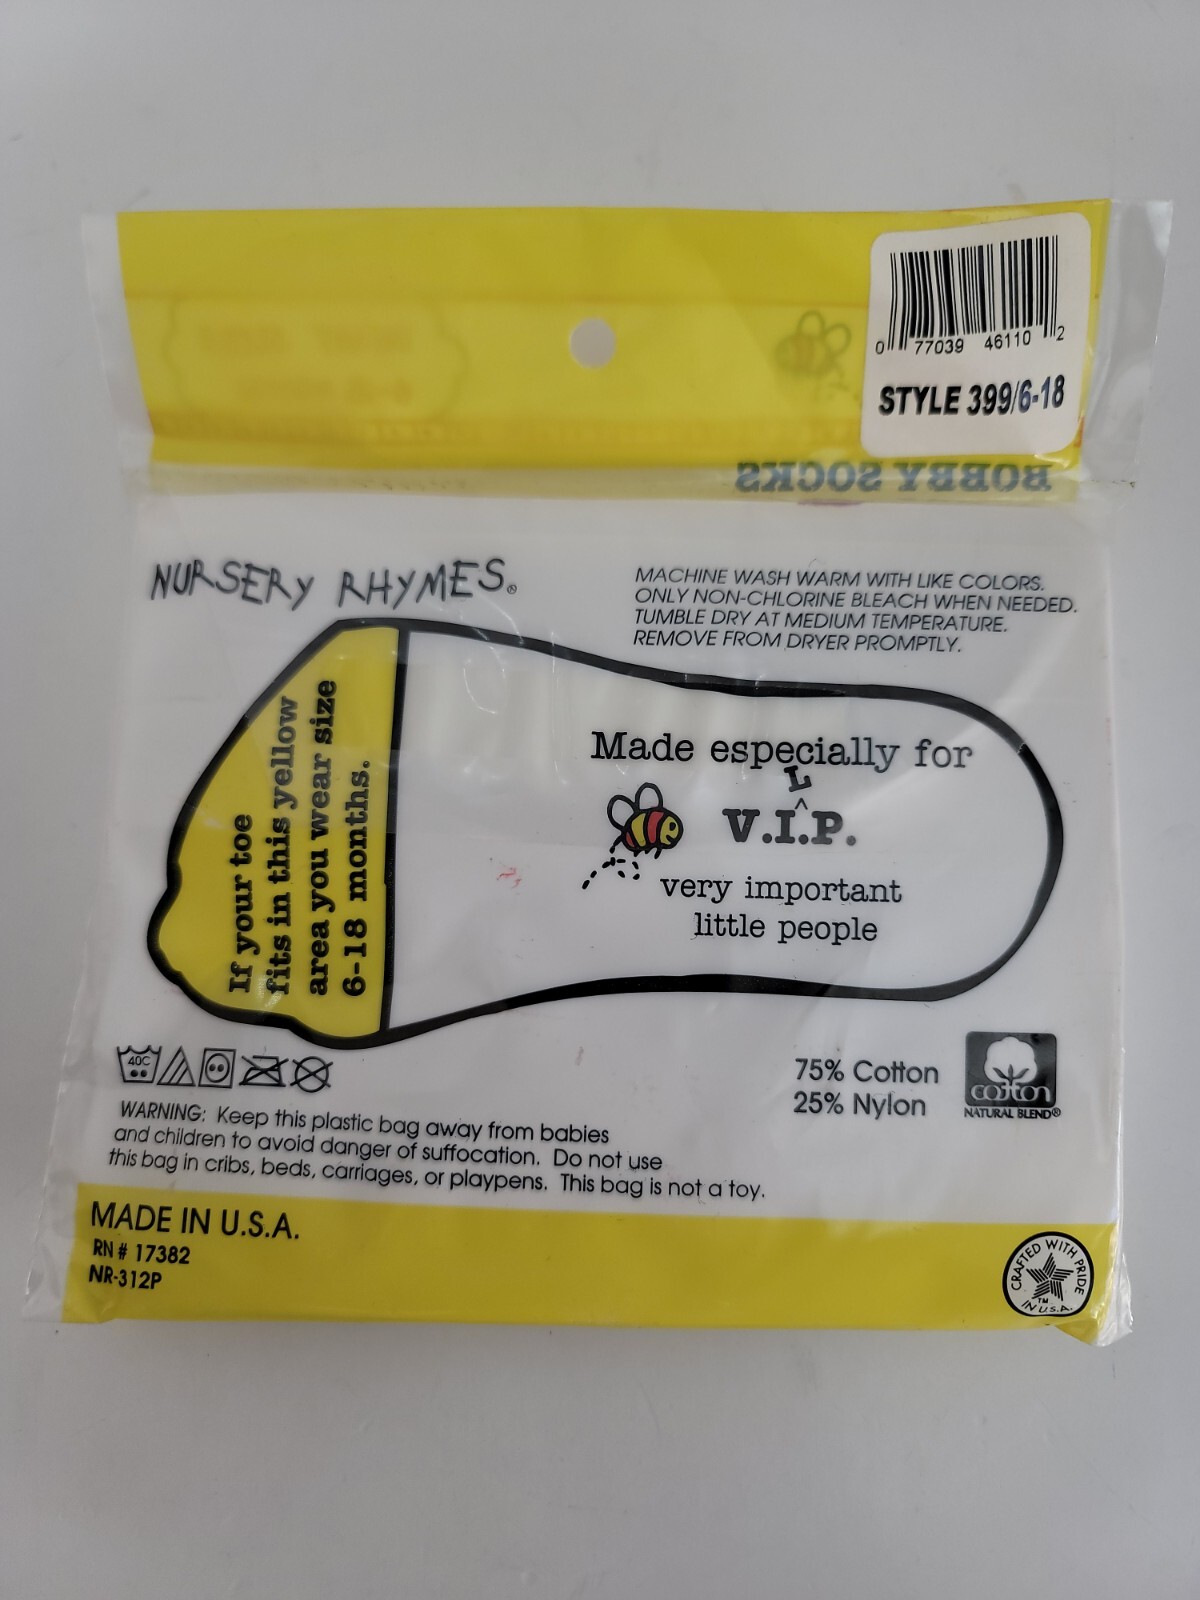 0 77039 46110 2
STYLE 399/6-18
BOBBY SOCKS
NURSERY RHYMES®
MACHINE WASH WARM WITH LIKE COLORS.
ONLY NON-CHLORINE BLEACH WHEN NEEDED.
TUMBLE DRY AT MEDIUM TEMPERATURE.
REMOVE FROM DRYER PROMPTLY.
If your toe
fits in this yellow
area you wear size
6-18 months.
Made especially for
L
V.I^P.
very important
little people
40C
75% Cotton
25% Nylon
cotton
NATURAL BLEND®
WARNING: Keep this plastic bag away from babies
and children to avoid danger of suffocation. Do not use
this bag in cribs, beds, carriages, or playpens. This bag is not a toy.
MADE IN U.S.A.
RN # 17382
NR-312P
CRAFTED WITH PRIDE
TM
IN U.S.A.